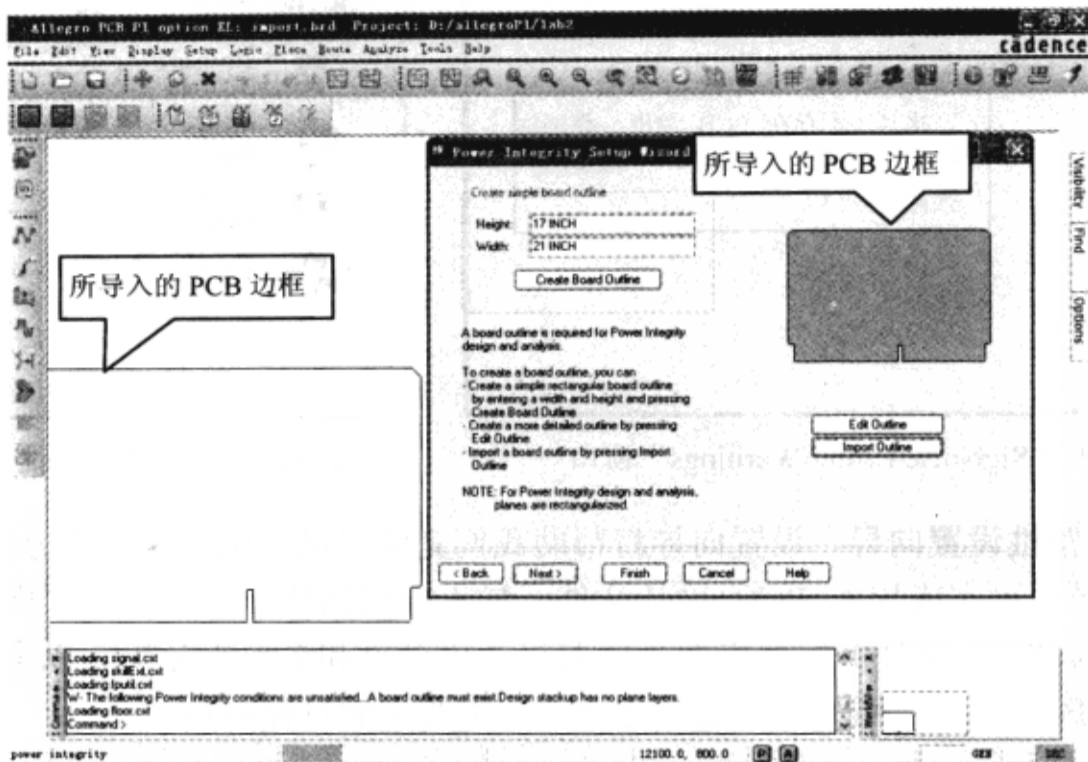 Allegro PCB PI option EL: import.brd Project: D:/allegroPI/lab2
File Edit View Display Setup Logic Place Route Analyze Tools Help
cādence
Power Integrity Setup Wizard
所导入的 PCB 边框
Create simple board outline
Height: 17 INCH
Width: 21 INCH
Create Board Outline
所导入的 PCB 边框
A board outline is required for Power Integrity
design and analysis.
To create a board outline, you can
- Create a simple rectangular board outline
by entering a width and height and pressing
Create Board Outline
- Create a more detailed outline by pressing
Edit Outline
- Import a board outline by pressing Import
Outline
NOTE: For Power Integrity design and analysis,
planes are rectangularized.
Edit Outline
Import Outline
< Back
Next >
Finish
Cancel
Help
Visibility
Find
Options
Loading signal.cxt
Loading skillExt.cxt
Loading lputil.cxt
W- The following Power Integrity conditions are unsatisfied...A board outline must exist.Design stackup has no plane layers.
Loading floor.cxt
Command >
power integrity
12100.0, 800.0
P
A
GEN